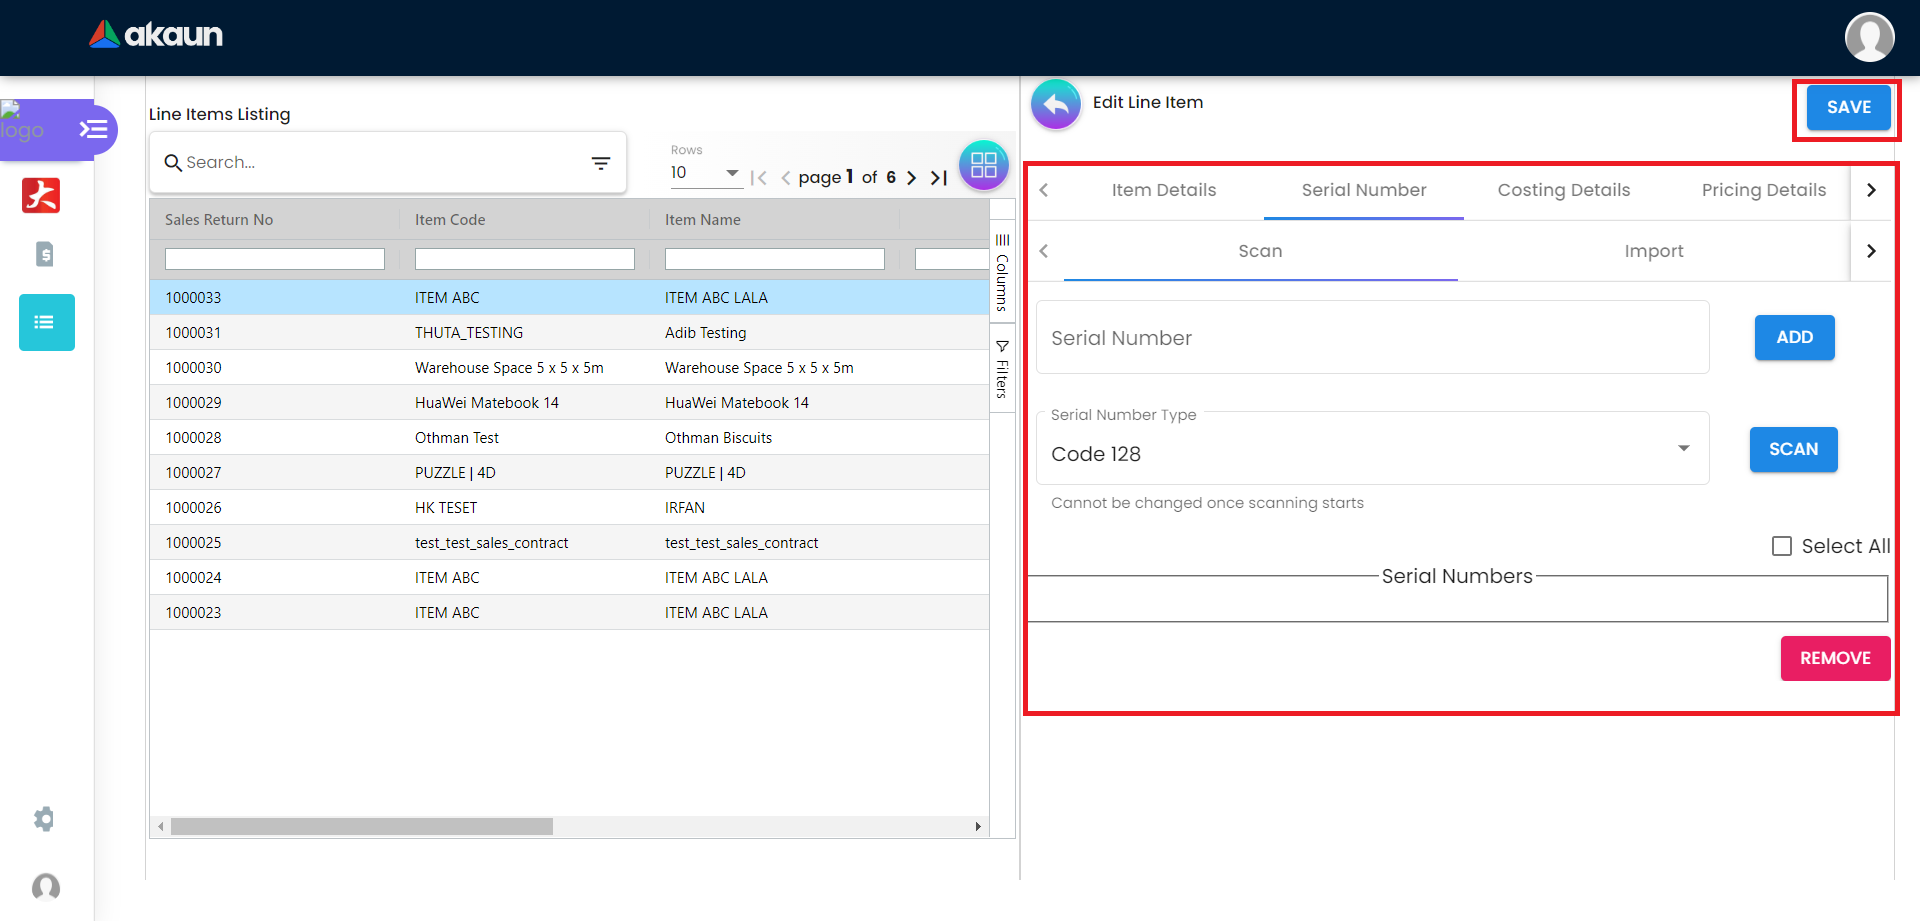 akaun
logo
Line Items Listing
Search...
Rows
10
page 1 of 6
Sales Return No Item Code Item Name
1000033 ITEM ABC ITEM ABC LALA
1000031 THUTA_TESTING Adib Testing
1000030 Warehouse Space 5 x 5 x 5m Warehouse Space 5 x 5 x 5m
1000029 HuaWei Matebook 14 HuaWei Matebook 14
1000028 Othman Test Othman Biscuits
1000027 PUZZLE | 4D PUZZLE | 4D
1000026 HK TESET IRFAN
1000025 test_test_sales_contract test_test_sales_contract
1000024 ITEM ABC ITEM ABC LALA
1000023 ITEM ABC ITEM ABC LALA
Columns
Filters
Edit Line Item
SAVE
Item Details Serial Number Costing Details Pricing Details
Scan Import
Serial Number
ADD
Serial Number Type
Code 128
SCAN
Cannot be changed once scanning starts
Select All
Serial Numbers
REMOVE